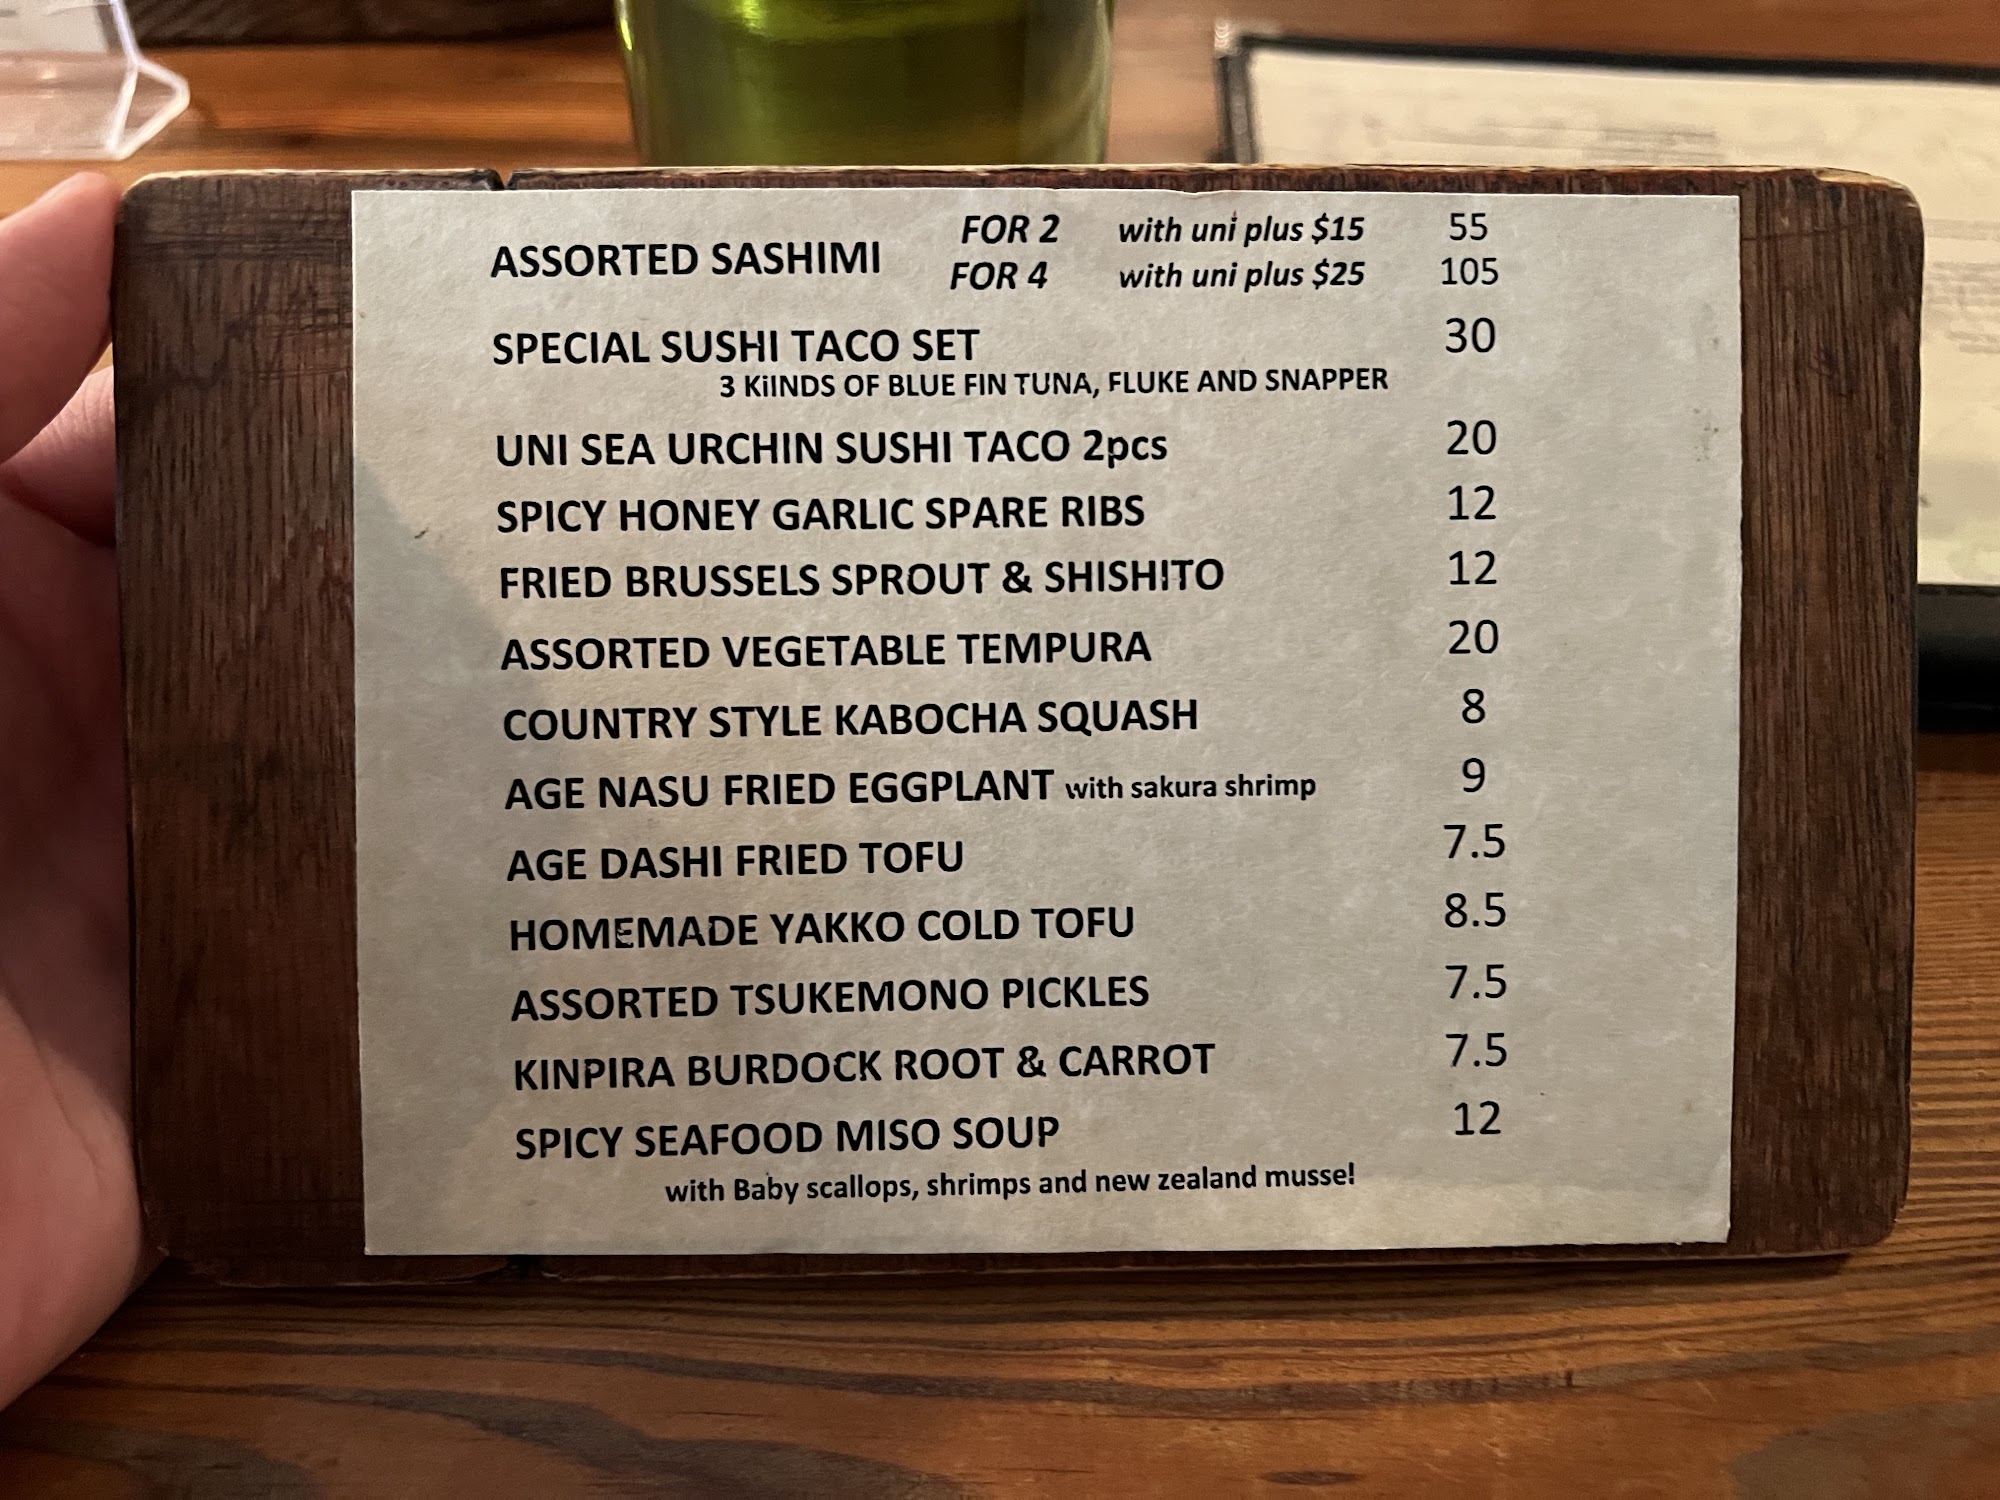 ASSORTED SASHIMI FOR 2 with uni plus $15 55
FOR 4 with uni plus $25 105
SPECIAL SUSHI TACO SET 30
3 KiINDS OF BLUE FIN TUNA, FLUKE AND SNAPPER
UNI SEA URCHIN SUSHI TACO 2pcs 20
SPICY HONEY GARLIC SPARE RIBS 12
FRIED BRUSSELS SPROUT & SHISHITO 12
ASSORTED VEGETABLE TEMPURA 20
COUNTRY STYLE KABOCHA SQUASH 8
AGE NASU FRIED EGGPLANT with sakura shrimp 9
AGE DASHI FRIED TOFU 7.5
HOMEMADE YAKKO COLD TOFU 8.5
ASSORTED TSUKEMONO PICKLES 7.5
KINPIRA BURDOCK ROOT & CARROT 7.5
SPICY SEAFOOD MISO SOUP 12
with Baby scallops, shrimps and new zealand mussel